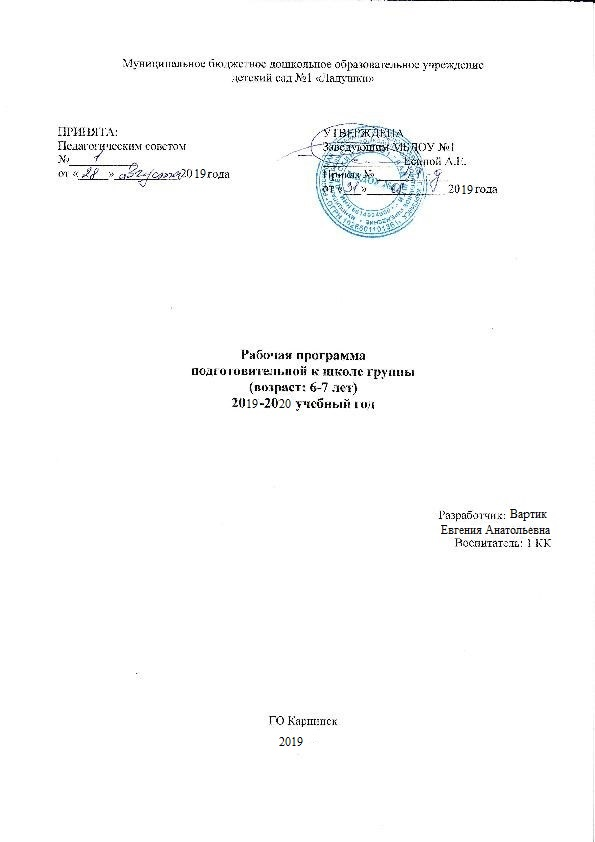 Муниципальное бюджетное дошкольное образовательное учреждение
детский сад №1 «Ладушки»
ПРИНЯТА:
Педагогическим советом
№ 1
от « 28 » августа 2019 года
УТВЕРЖДЕНА
Заведующим МБДОУ №1
А.Е.
Приказ №
от « 31 » 2019 года
Рабочая программа
подготовительной к школе группы
(возраст: 6-7 лет)
2019-2020 учебный год
Разработчик: Вартик
Евгения Анатольевна
Воспитатель: 1 КК
ГО Карпинск
2019